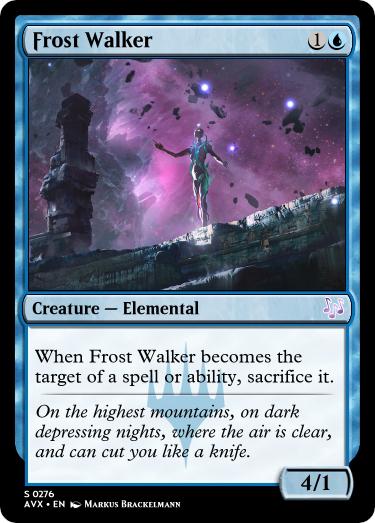 Frost Walker 1
Creature — Elemental
When Frost Walker becomes the
target of a spell or ability, sacrifice it.
On the highest mountains, on dark
depressing nights, where the air is clear,
and can cut you like a knife.
4/1
S 0276
AVX • EN Markus Brackelmann